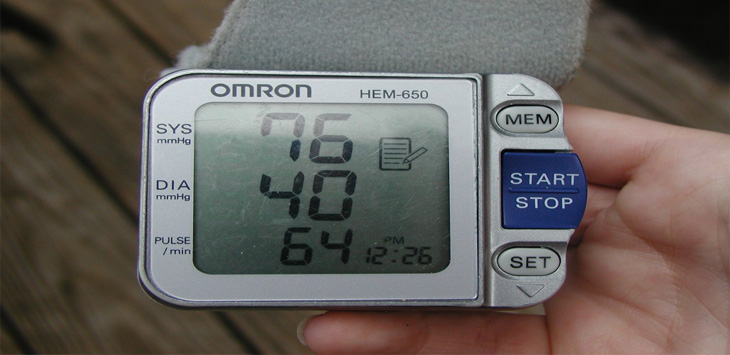 OMRON HEM-650
SYS
mmHg
76
MEM
DIA
mmHg
40
START
STOP
PULSE
/min
64
PM
12:26
SET